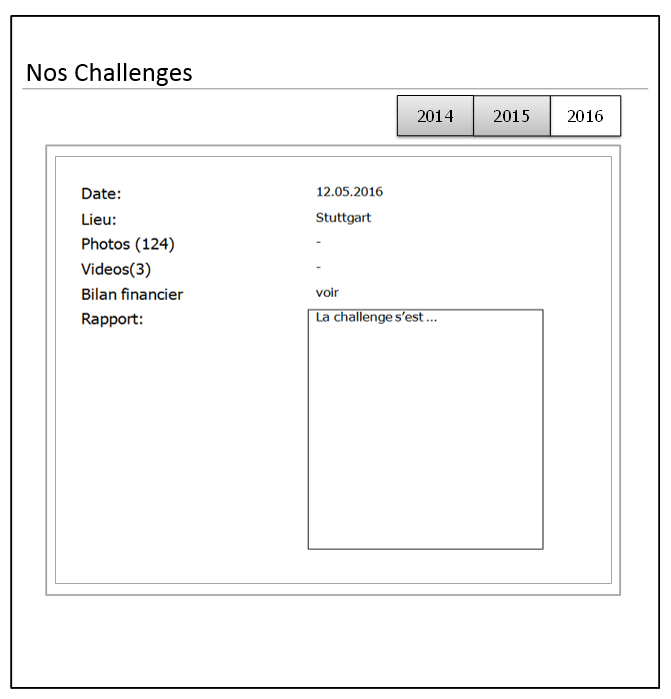 Nos Challenges
2014 2015 2016
Date: 12.05.2016
Lieu: Stuttgart
Photos (124) -
Videos(3) -
Bilan financier voir
Rapport: La challenge s’est ...